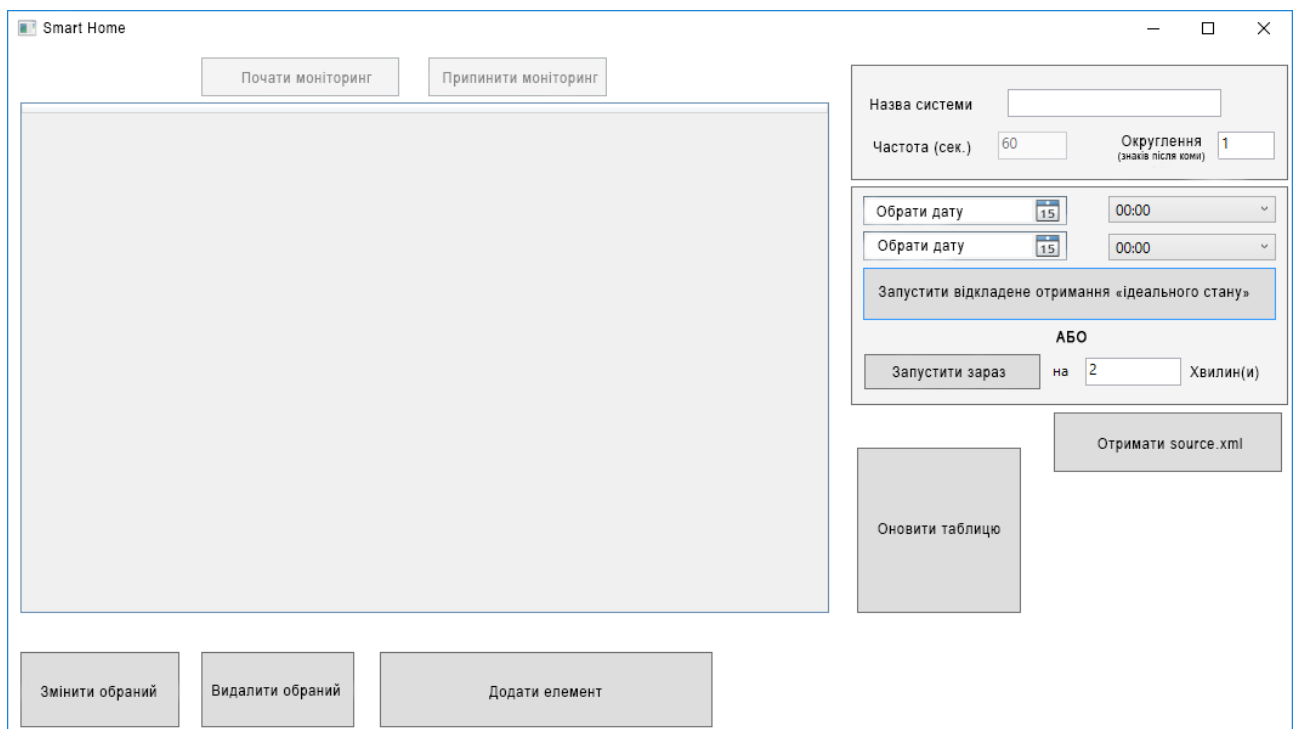 Smart Home
Почати моніторинг
Припинити моніторинг
Назва системи
Частота (сек.) 60 Округлення 1
(знаків після коми)
Обрати дату 15 00:00
Обрати дату 15 00:00
Запустити відкладене отримання «ідеального стану»
АБО
Запустити зараз на 2 Хвилин(и)
Отримати source.xml
Оновити таблицю
Змінити обраний
Видалити обраний
Додати елемент